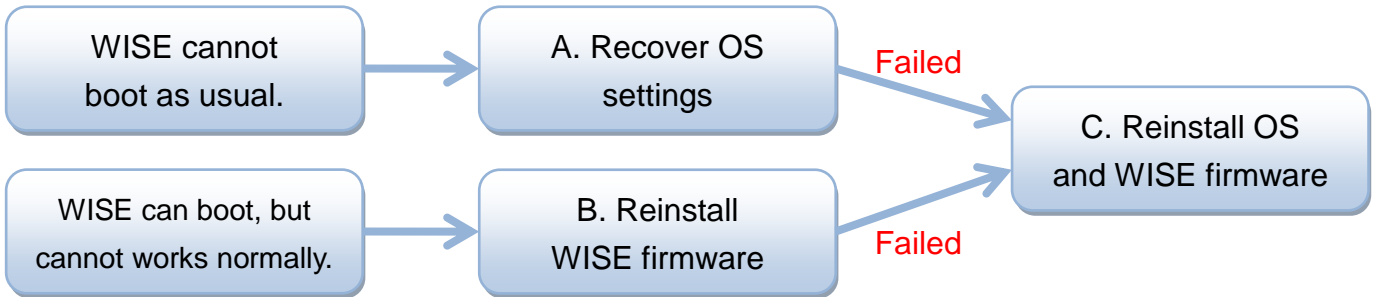 WISE cannot
boot as usual.
A. Recover OS
settings
Failed
C. Reinstall OS
and WISE firmware
WISE can boot, but
cannot works normally.
B. Reinstall
WISE firmware
Failed